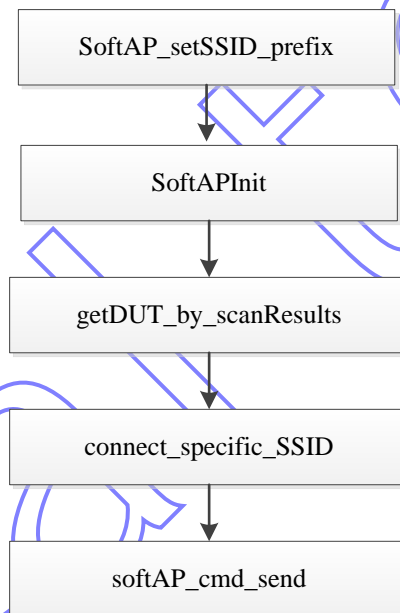 SoftAP_setSSID_prefix
SoftAPInit
getDUT_by_scanResults
connect_specific_SSID
softAP_cmd_send